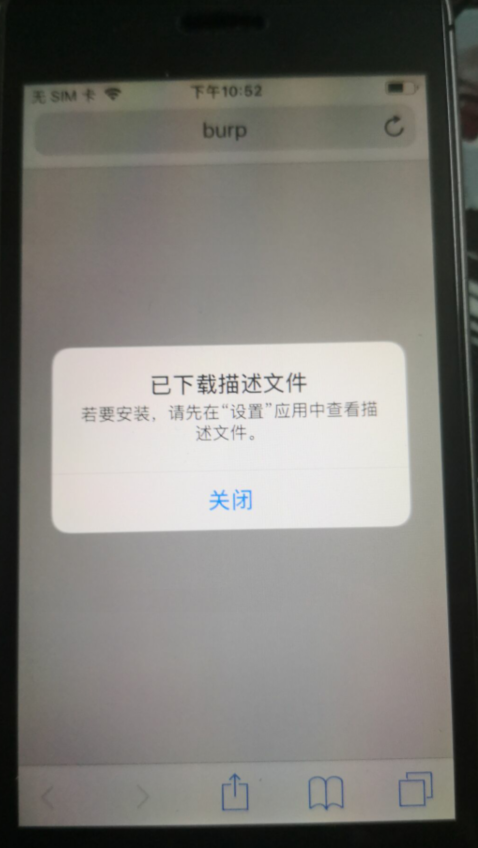 无 SIM 卡 下午10:52
burp
已下载描述文件
若要安装，请先在“设置”应用中查看描
述文件。
关闭